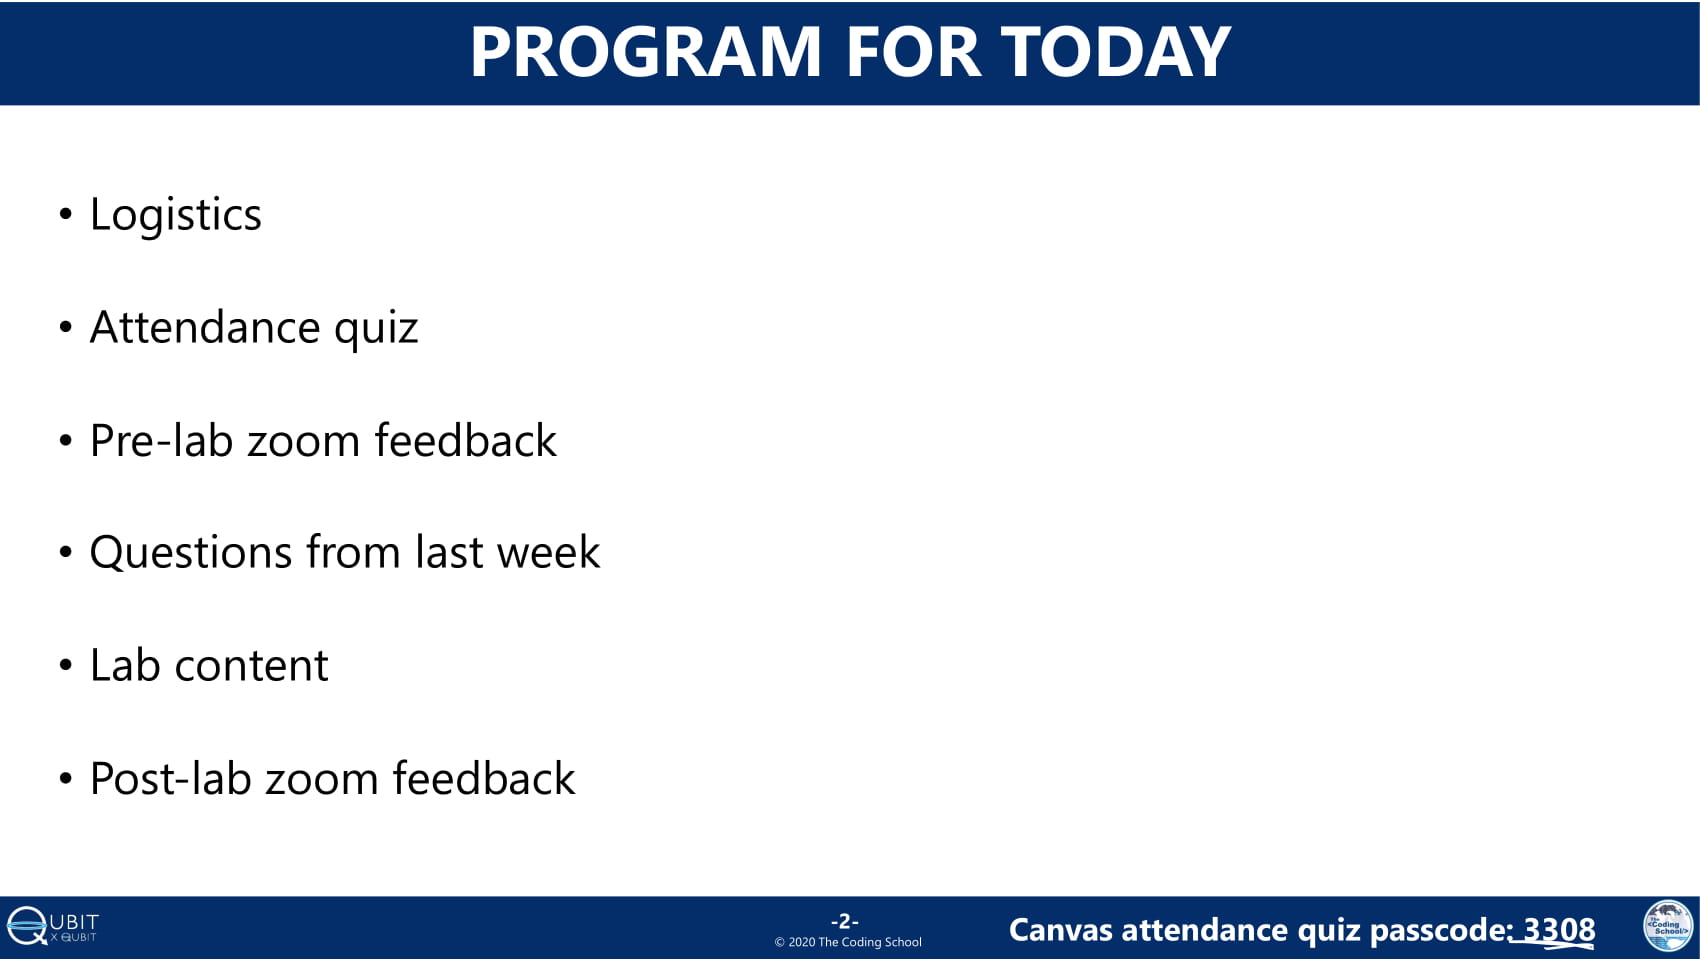 PROGRAM FOR TODAY
• Logistics
• Attendance quiz
• Pre-lab zoom feedback
• Questions from last week
• Lab content
• Post-lab zoom feedback
QUBIT
X QUBIT
-2-
© 2020 The Coding School
Canvas attendance quiz passcode: 3308
The
<Coding
School/>